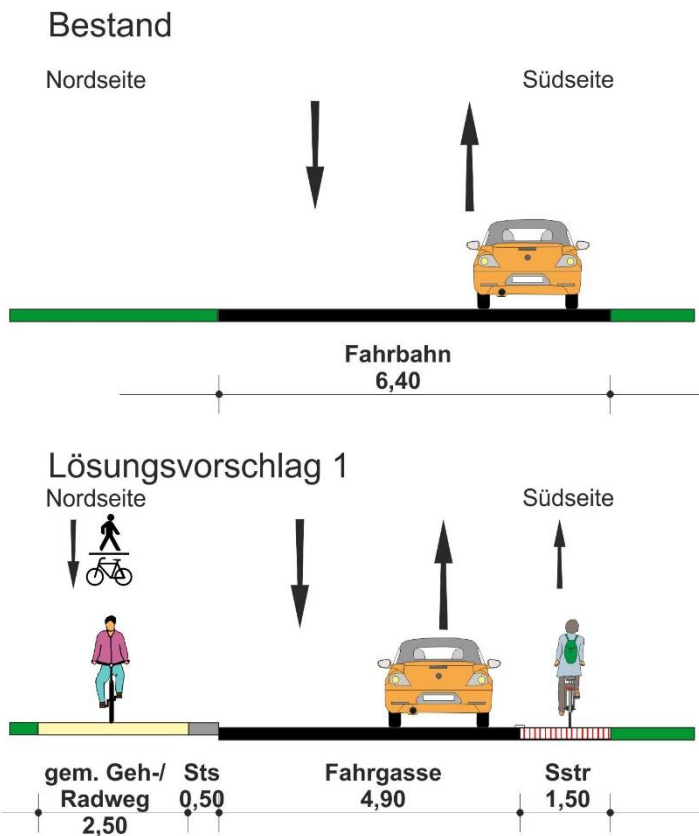 Bestand
Nordseite Südseite
Fahrbahn
6,40
Lösungsvorschlag 1
Nordseite Südseite
gem. Geh-/ Sts Fahrgasse Sstr
Radweg 0,50 4,90 1,50
2,50